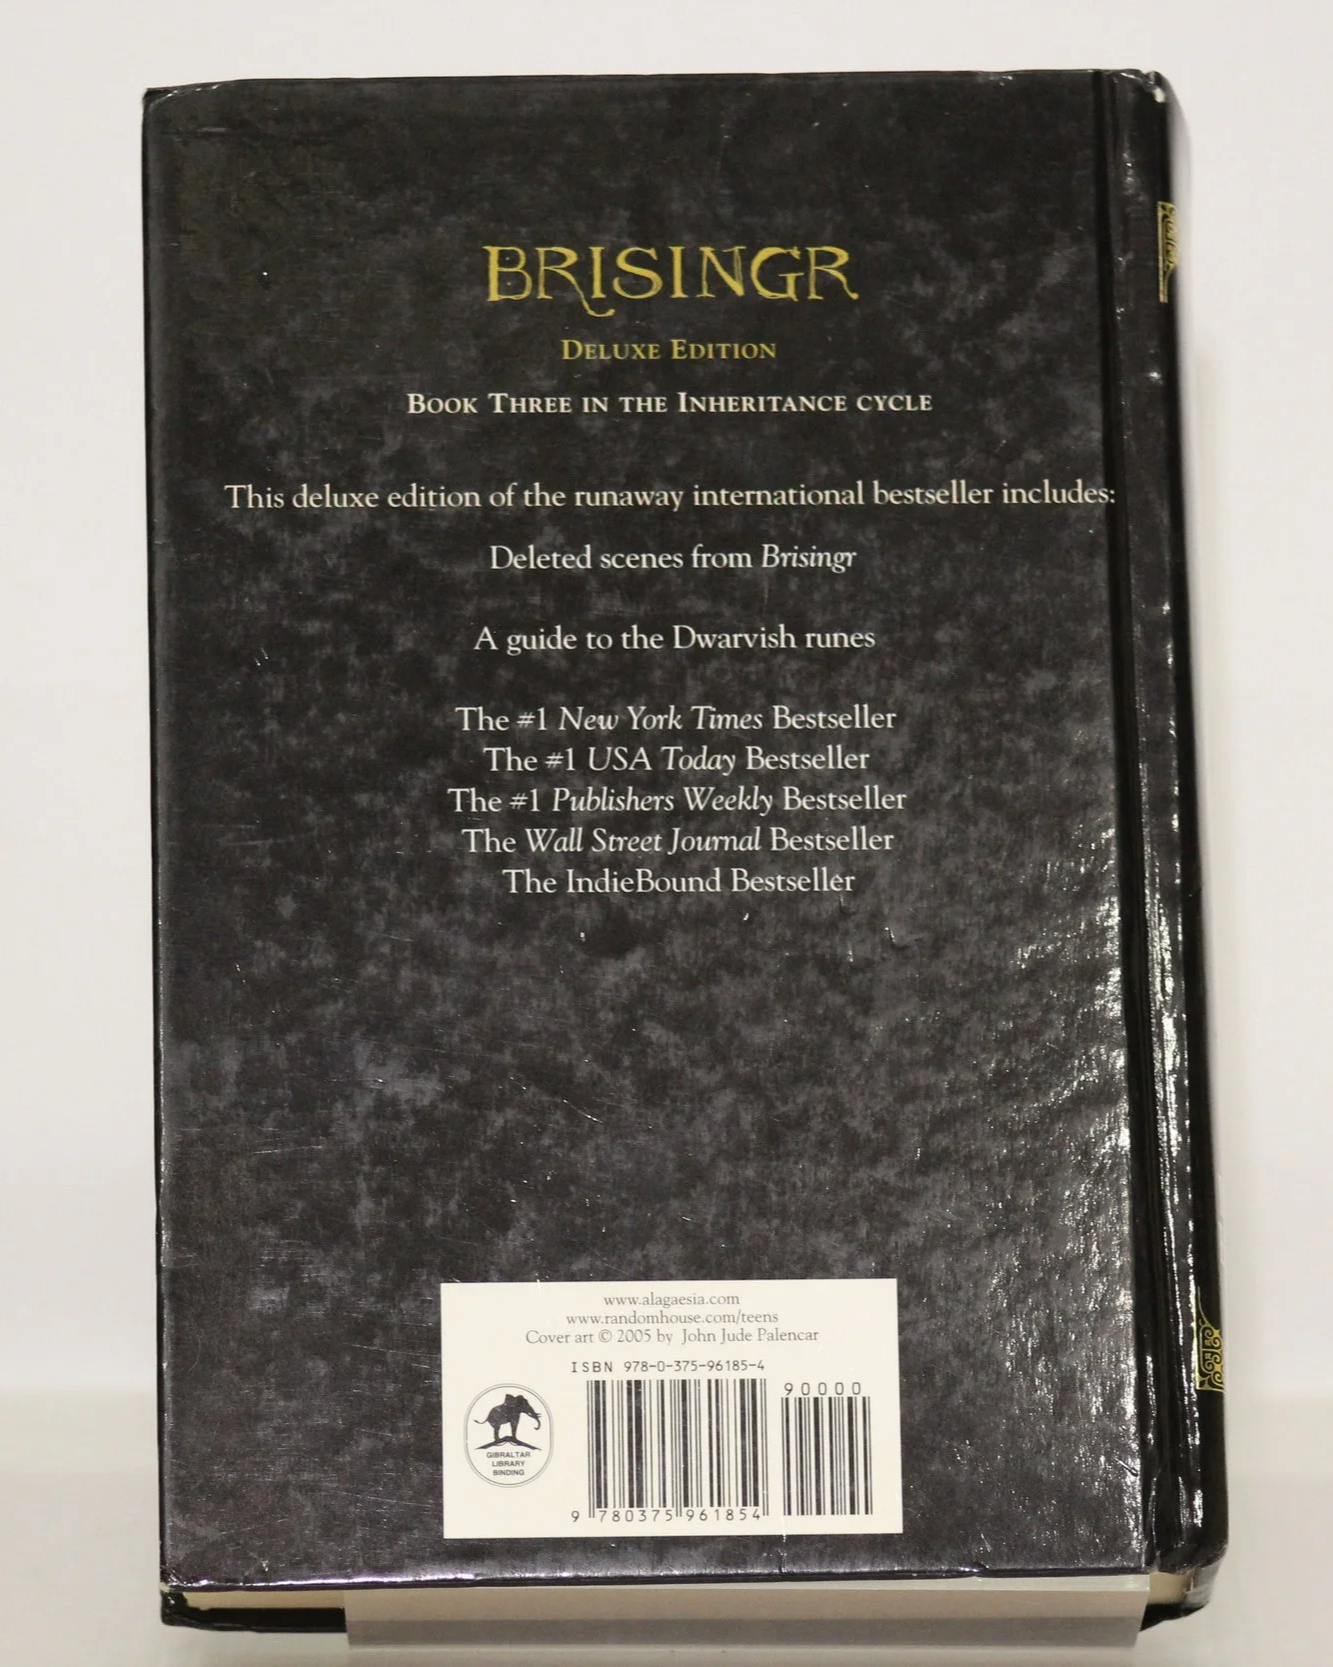 BRISINGR
DELUXE EDITION
BOOK THREE IN THE INHERITANCE CYCLE
This deluxe edition of the runaway international bestseller includes:
Deleted scenes from Brisingr
A guide to the Dwarvish runes
The #1 New York Times Bestseller
The #1 USA Today Bestseller
The #1 Publishers Weekly Bestseller
The Wall Street Journal Bestseller
The IndieBound Bestseller
www.alagaesia.com
www.randomhouse.com/teens
Cover art © 2005 by John Jude Palencar
ISBN 978-0-375-96185-4
90000
GIBRALTAR
LIBRARY
BINDING
9 780375 961854